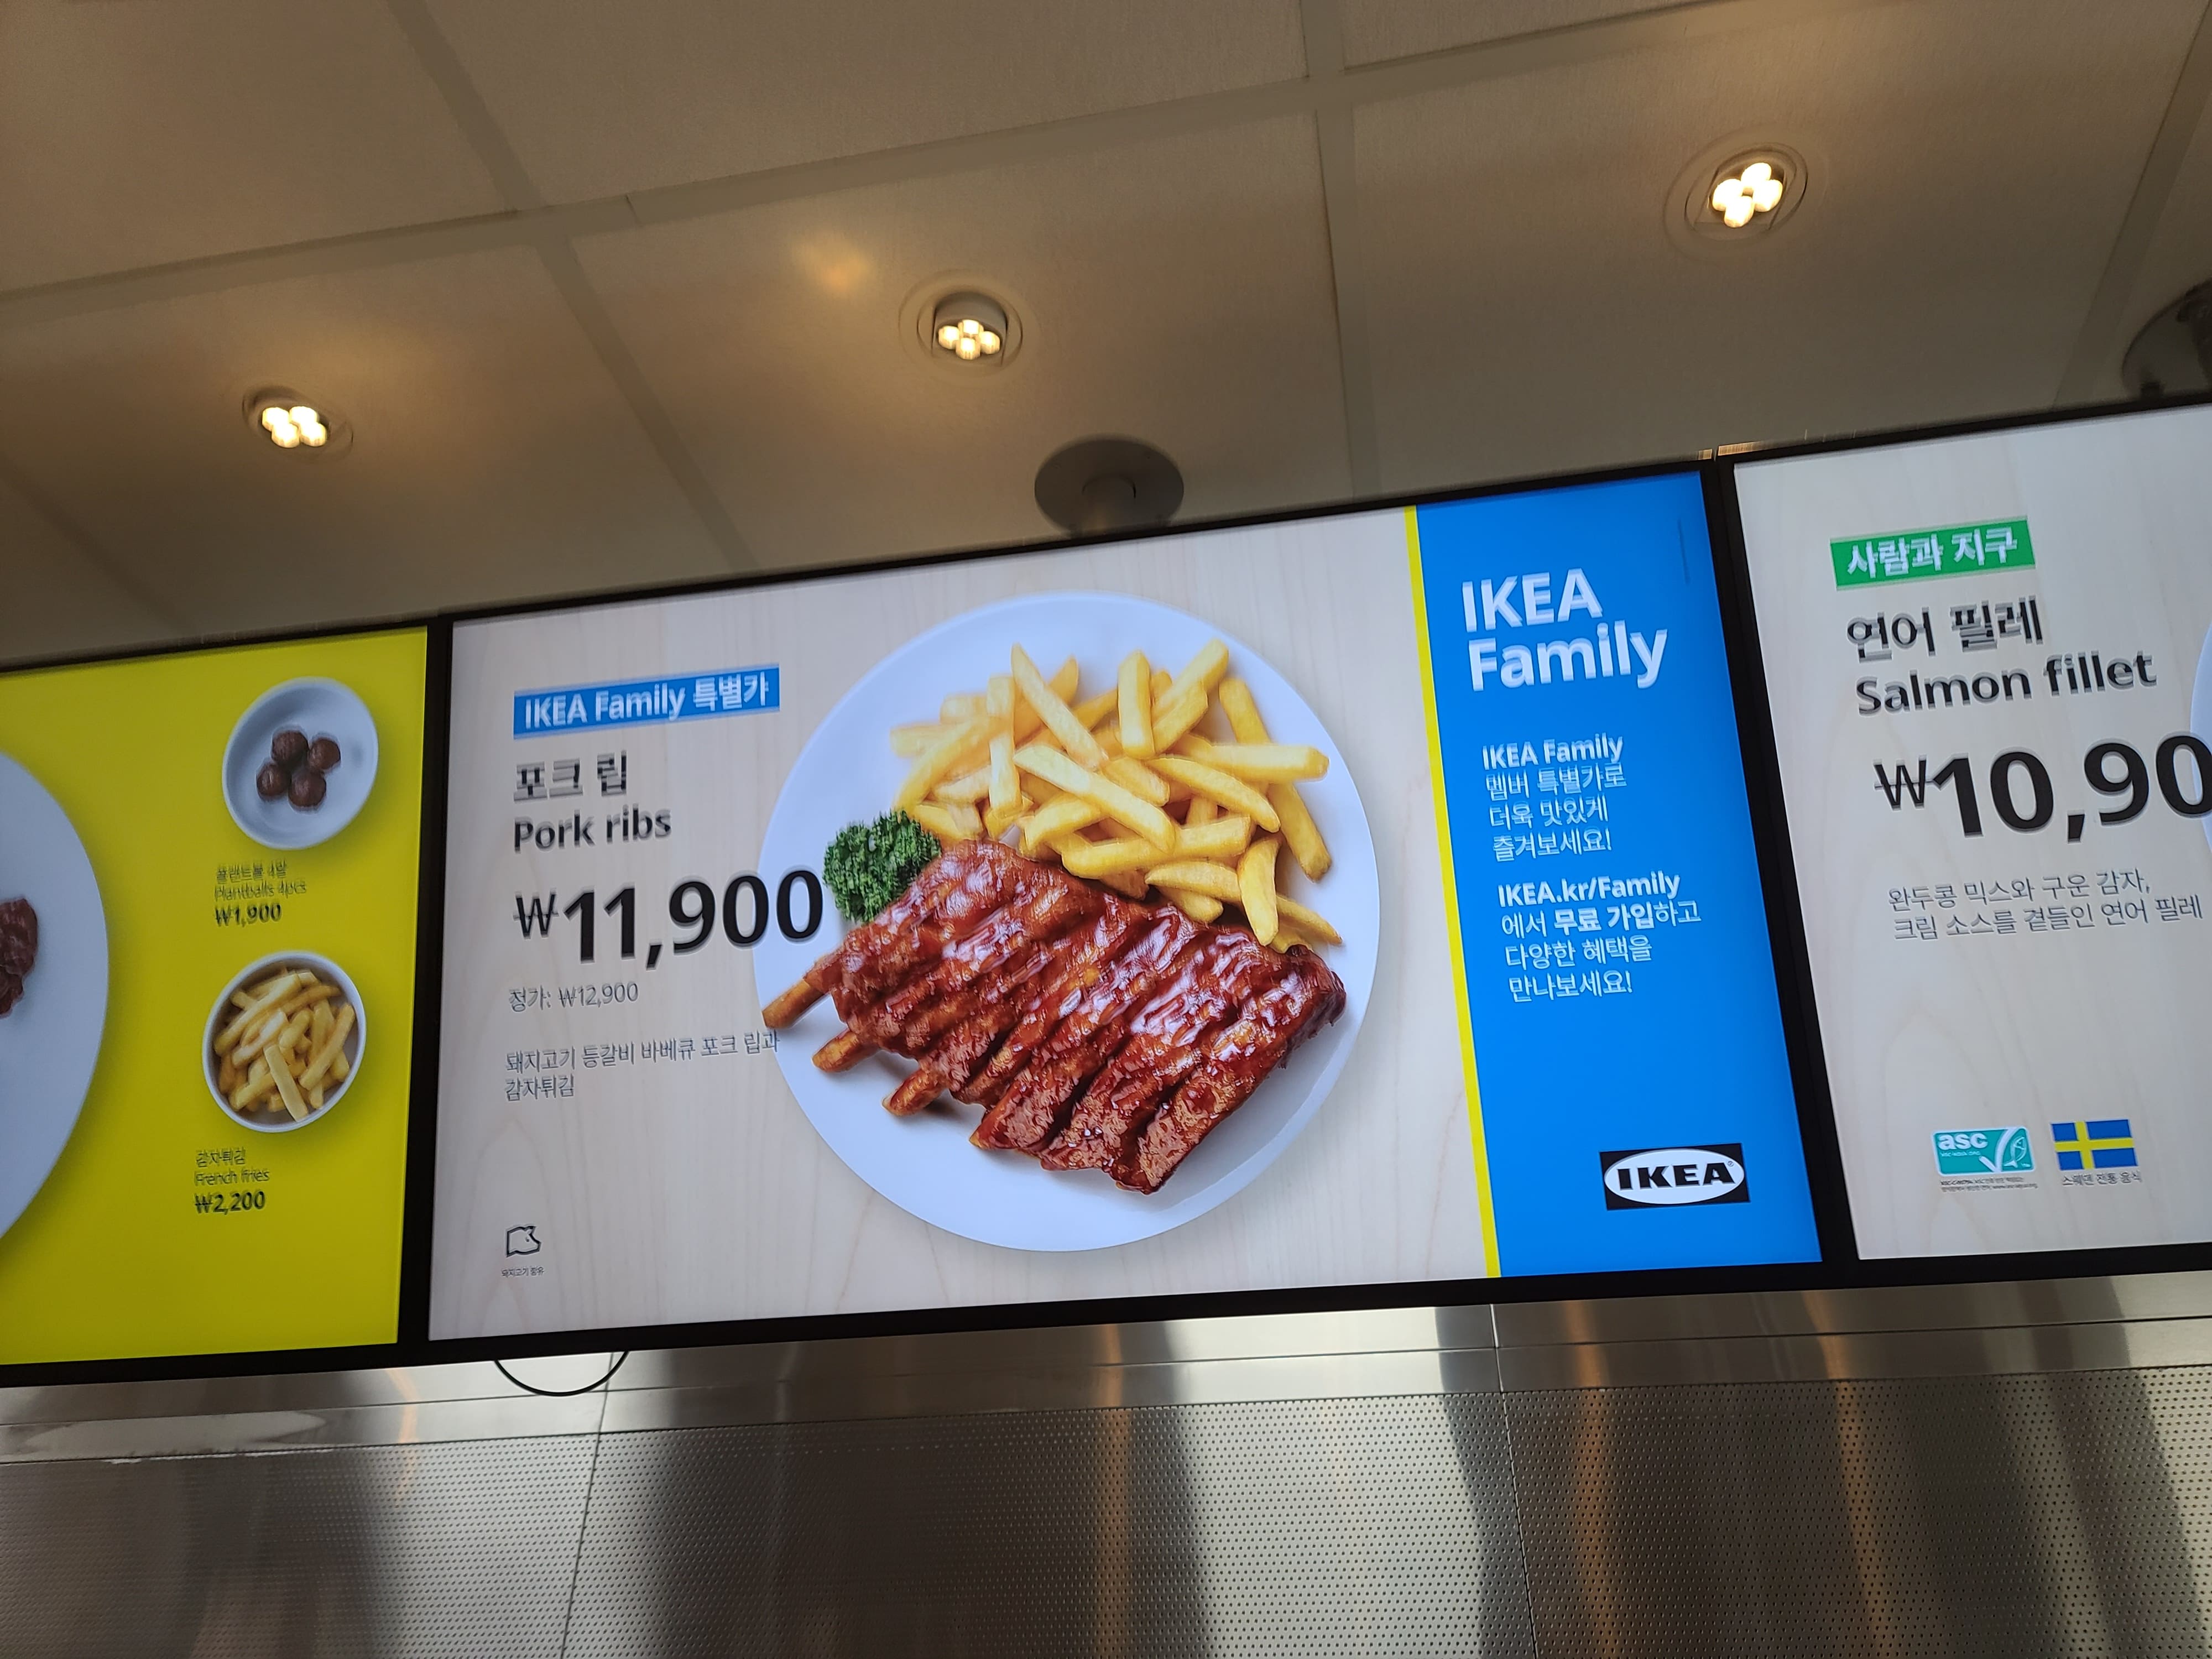 플랜트볼 4알
Plantballs 4pcs
₩1,900
감자튀김
French fries
₩2,200
IKEA Family 특별가
포크 립
Pork ribs
₩11,900
정가: ₩12,900
돼지고기 등갈비 바베큐 포크 립과
감자튀김
돼지고기 함유
IKEA
Family
IKEA Family
멤버 특별가로
더욱 맛있게
즐겨보세요!
IKEA.kr/Family
에서 무료 가입하고
다양한 혜택을
만나보세요!
IKEA
사람과 지구
연어 필레
Salmon fillet
₩10,90
완두콩 믹스와 구운 감자,
크림 소스를 곁들인 연어 필레
asc
스웨덴 전통 음식